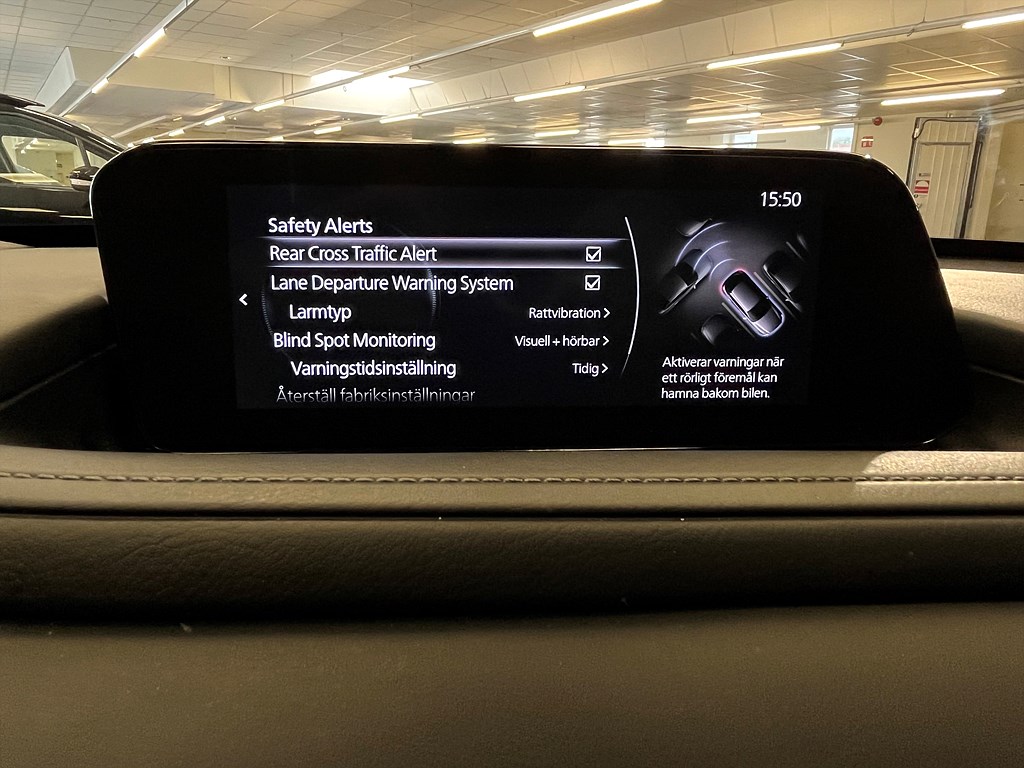 15:50
Safety Alerts
Rear Cross Traffic Alert
Lane Departure Warning System
Larmtyp Rattvibration >
Blind Spot Monitoring Visuell + hörbar >
Varningstidsinställning Tidig >
Återställ fabriksinställningar
Aktiverar varningar när
ett rörligt föremål kan
hamna bakom bilen.